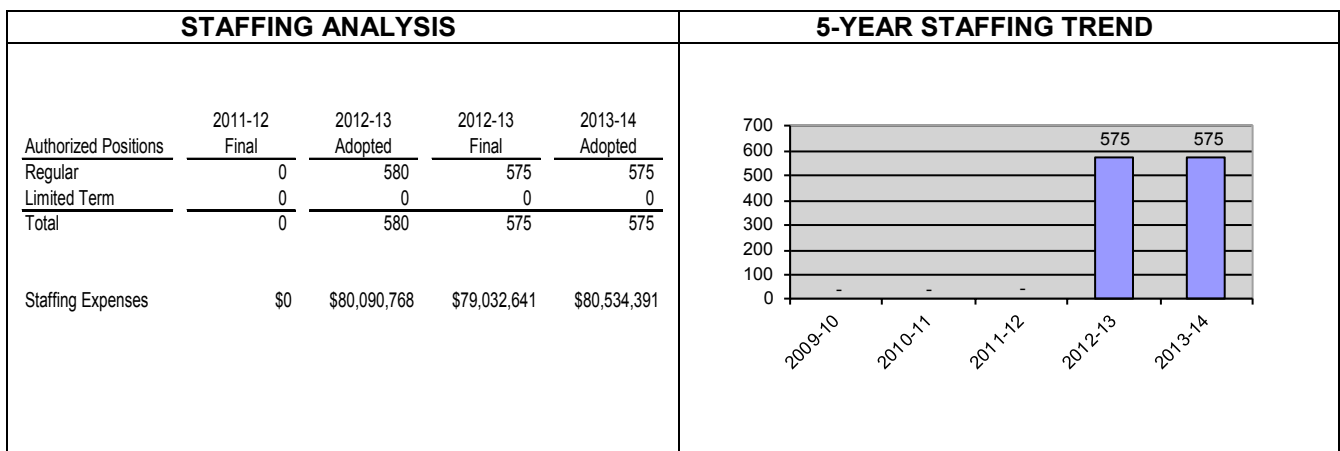 STAFFING ANALYSIS
2011-12 2012-13 2012-13 2013-14
Authorized Positions Final Adopted Final Adopted
Regular 0 580 575 575
Limited Term 0 0 0 0
Total 0 580 575 575
Staffing Expenses $0 $80,090,768 $79,032,641 $80,534,391
5-YEAR STAFFING TREND
700
600
500
400
300
200
100
0
- - - 575 575
2009-10 2010-11 2011-12 2012-13 2013-14